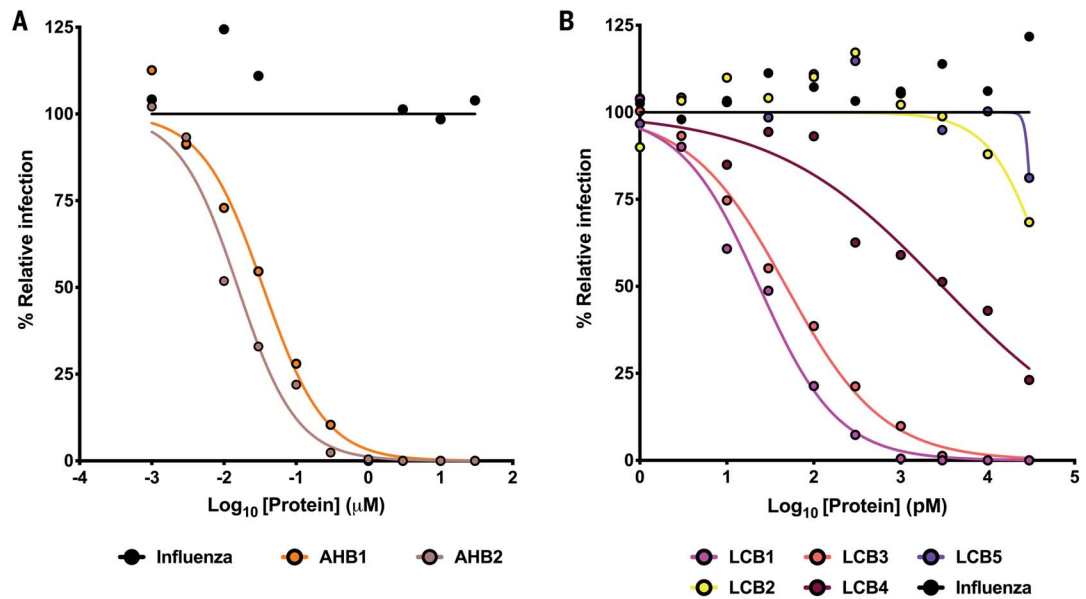 A
125
100
75
50
25
0
% Relative infection
-4 -3 -2 -1 0 1 2
Log10 [Protein] (μM)
Influenza AHB1 AHB2
B
125
100
75
50
25
0
% Relative infection
0 1 2 3 4 5
Log10 [Protein] (pM)
LCB1 LCB3 LCB5
LCB2 LCB4 Influenza